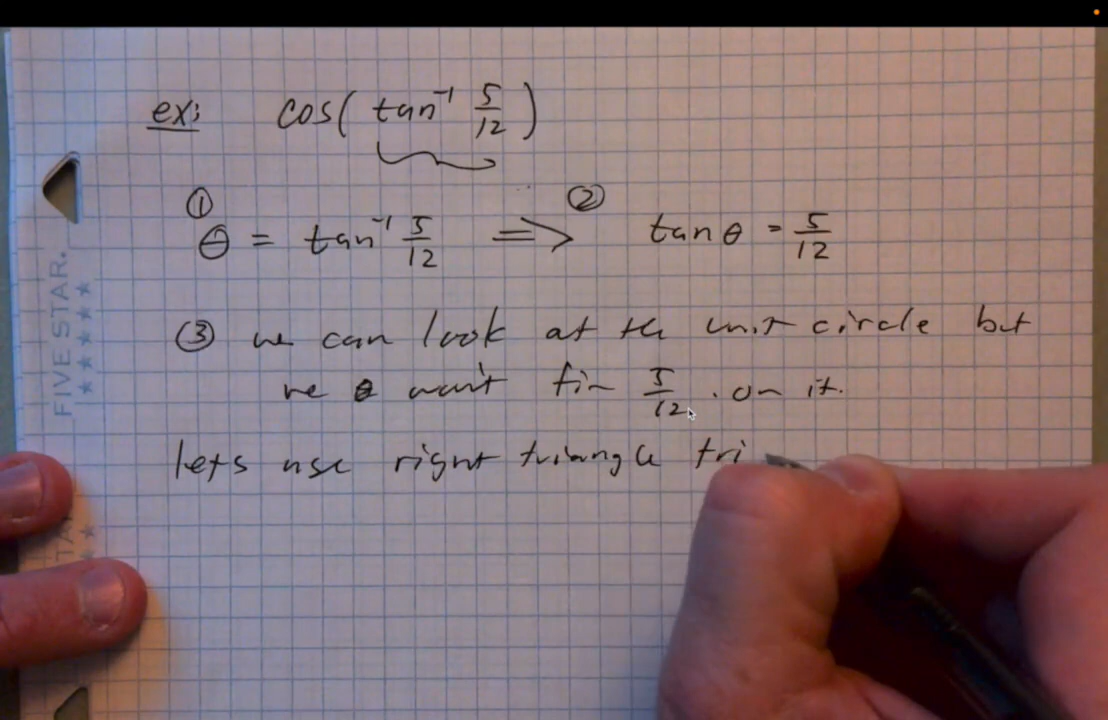 ex: cos( tan⁻¹ 5/12 )
① θ = tan⁻¹ 5/12 ⇒ ② tan θ = 5/12
③ we can look at the unit circle but
we won't fin 5/12 . on it.
lets use right triangle tri
FIVE STAR.